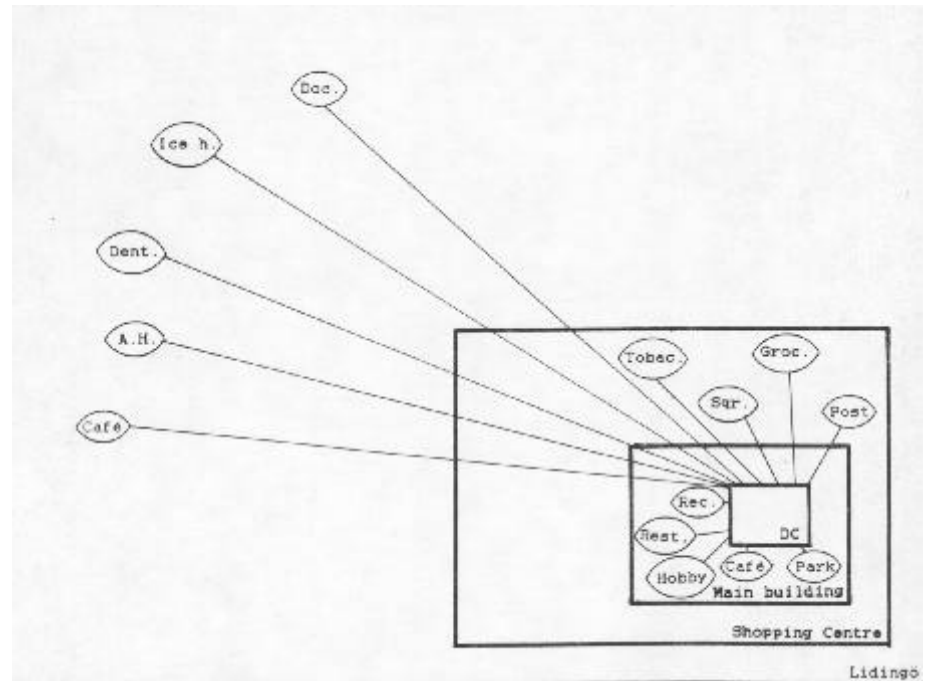 Doc.
Ice h.
Dent.
A.H.
Café
Tobac.
Groc.
Sqr.
Post
Rec.
Rest.
DC
Hobby
Café
Park
Main building
Shopping Centre
Lidingö